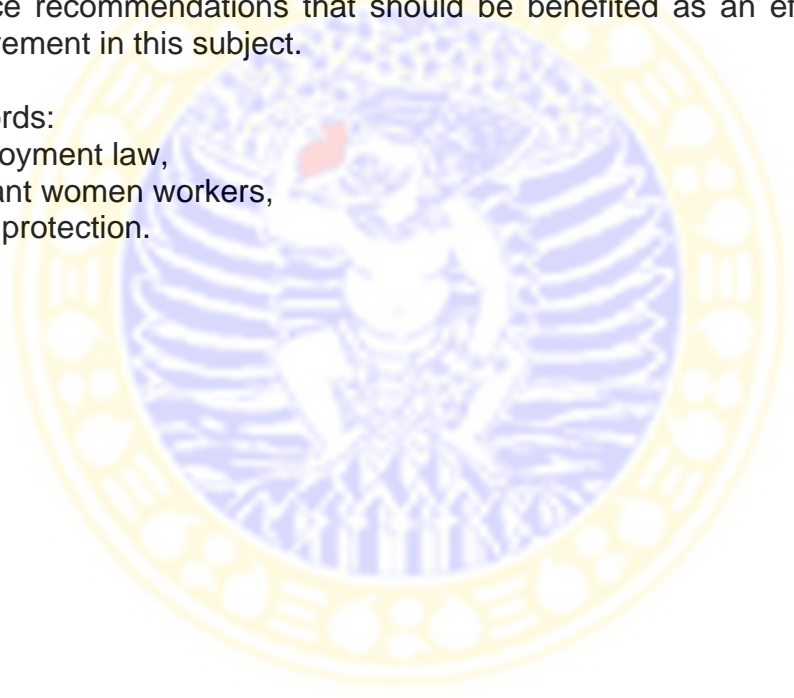 ce recommendations that should be benefited as an ef
ement in this subject.
rds:
oyment law,
ant women workers,
protection.